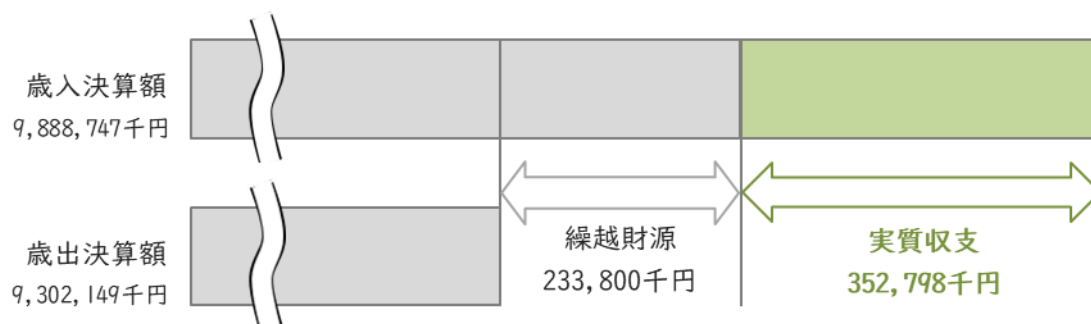 歳入決算額
9,888,747千円
歳出決算額
9,302,149千円
繰越財源
233,800千円
実質収支
352,798千円